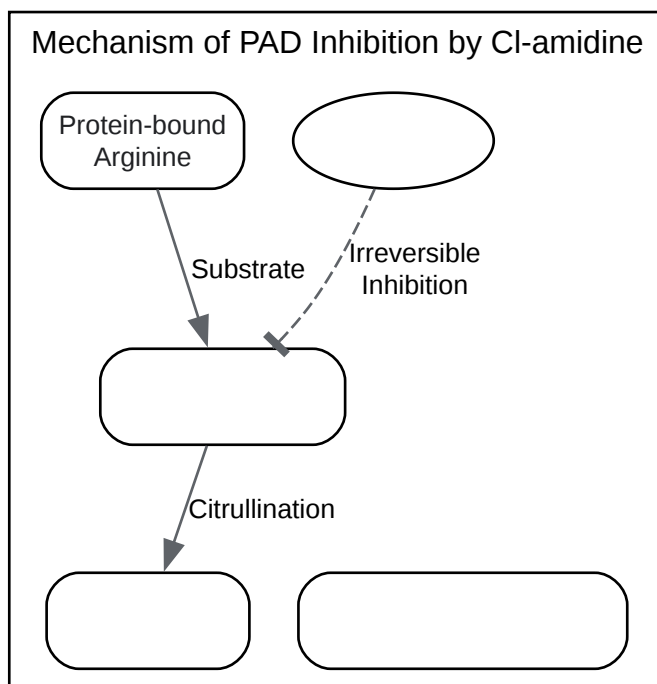 Mechanism of PAD Inhibition by Cl-amidine
Protein-bound
Arginine
Substrate
Irreversible
Inhibition
Citrullination